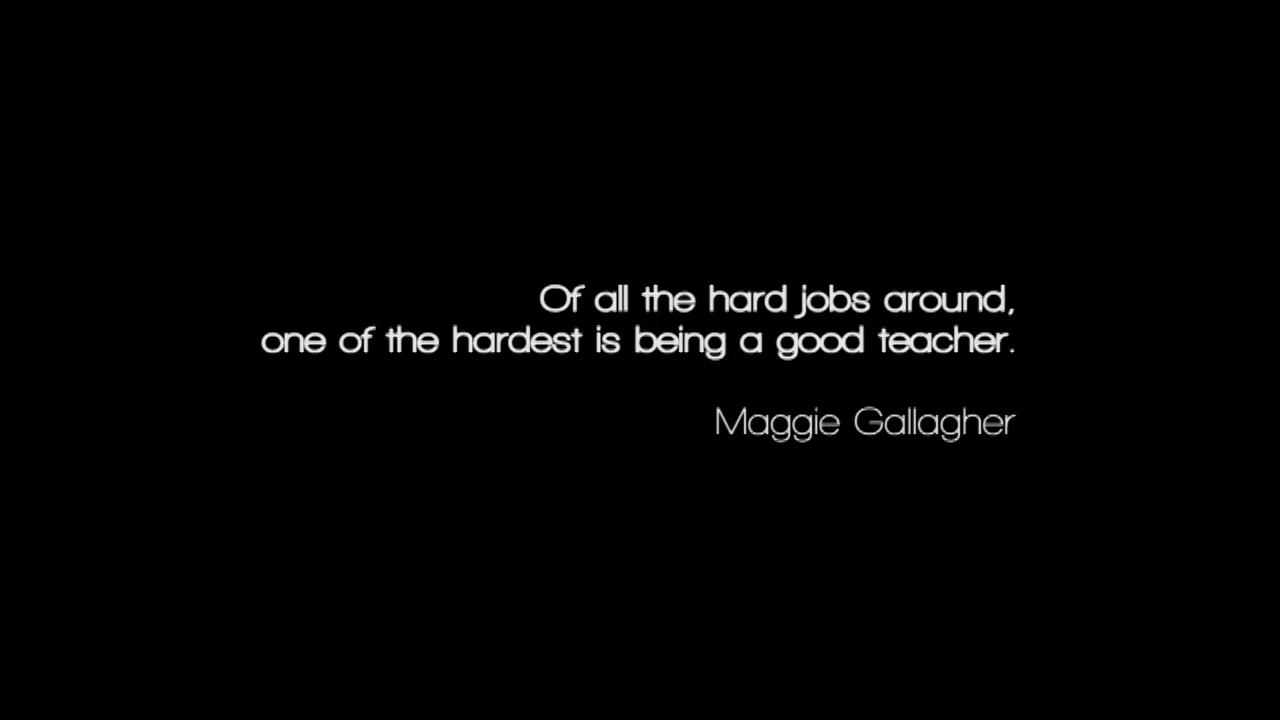 Of all the hard jobs around,
one of the hardest is being a good teacher.
Maggie Gallagher